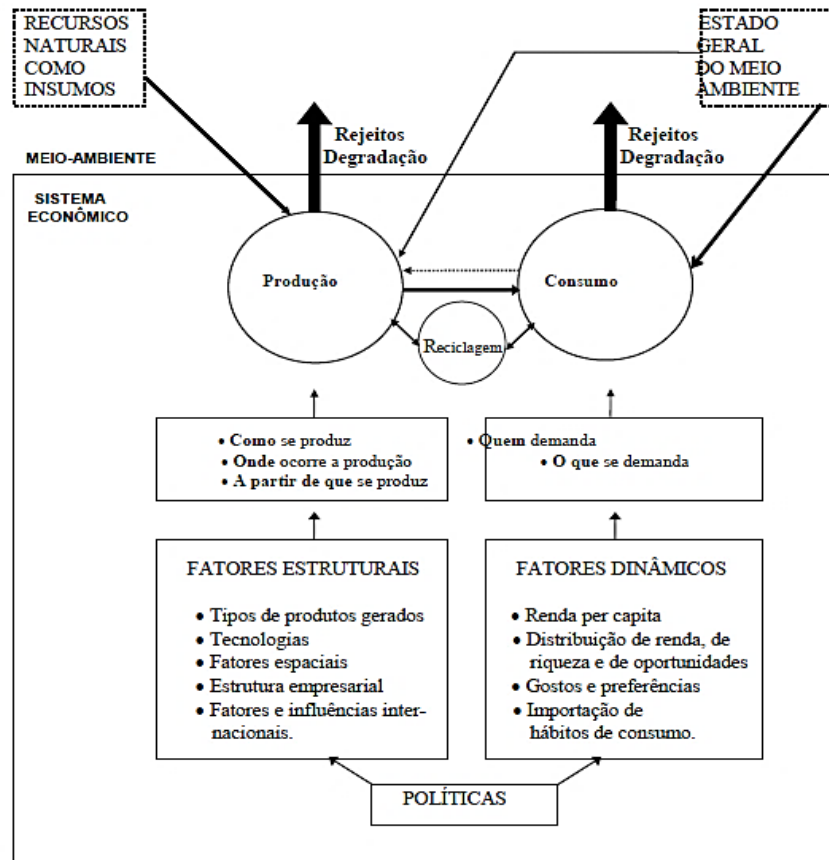 RECURSOS
NATURAIS
COMO
INSUMOS
ESTADO
GERAL
DO MEIO
AMBIENTE
Rejeitos
Degradação
Rejeitos
Degradação
MEIO-AMBIENTE
SISTEMA
ECONÔMICO
Produção
Consumo
Reciclagem
• Como se produz
• Onde ocorre a produção
• A partir de que se produz
• Quem demanda
• O que se demanda
FATORES ESTRUTURAIS
• Tipos de produtos gerados
• Tecnologias
• Fatores espaciais
• Estrutura empresarial
• Fatores e influências inter-
nacionais.
FATORES DINÂMICOS
• Renda per capita
• Distribuição de renda, de
riqueza e de oportunidades
• Gostos e preferências
• Importação de
hábitos de consumo.
POLÍTICAS